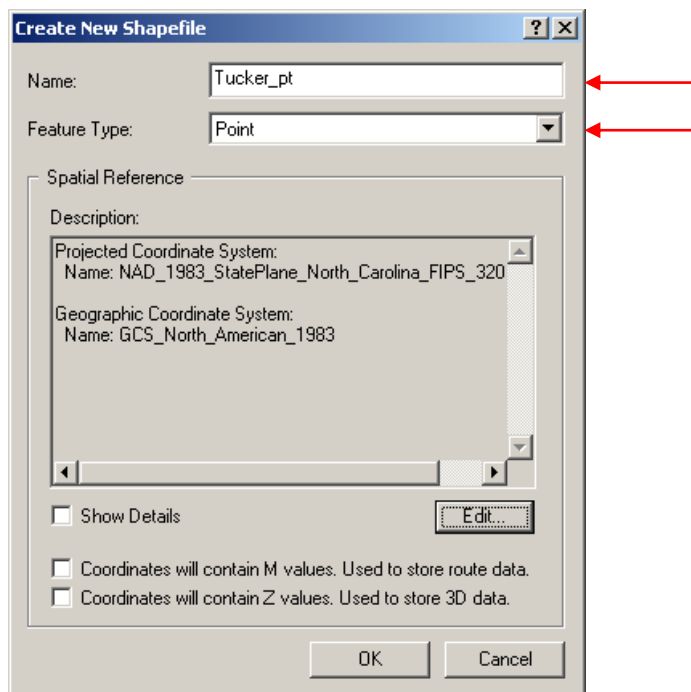 Create New Shapefile
Name: Tucker_pt
Feature Type: Point
Spatial Reference
Description:
Projected Coordinate System:
Name: NAD_1983_StatePlane_North_Carolina_FIPS_320
Geographic Coordinate System:
Name: GCS_North_American_1983
Show Details
Edit...
Coordinates will contain M values. Used to store route data.
Coordinates will contain Z values. Used to store 3D data.
OK Cancel